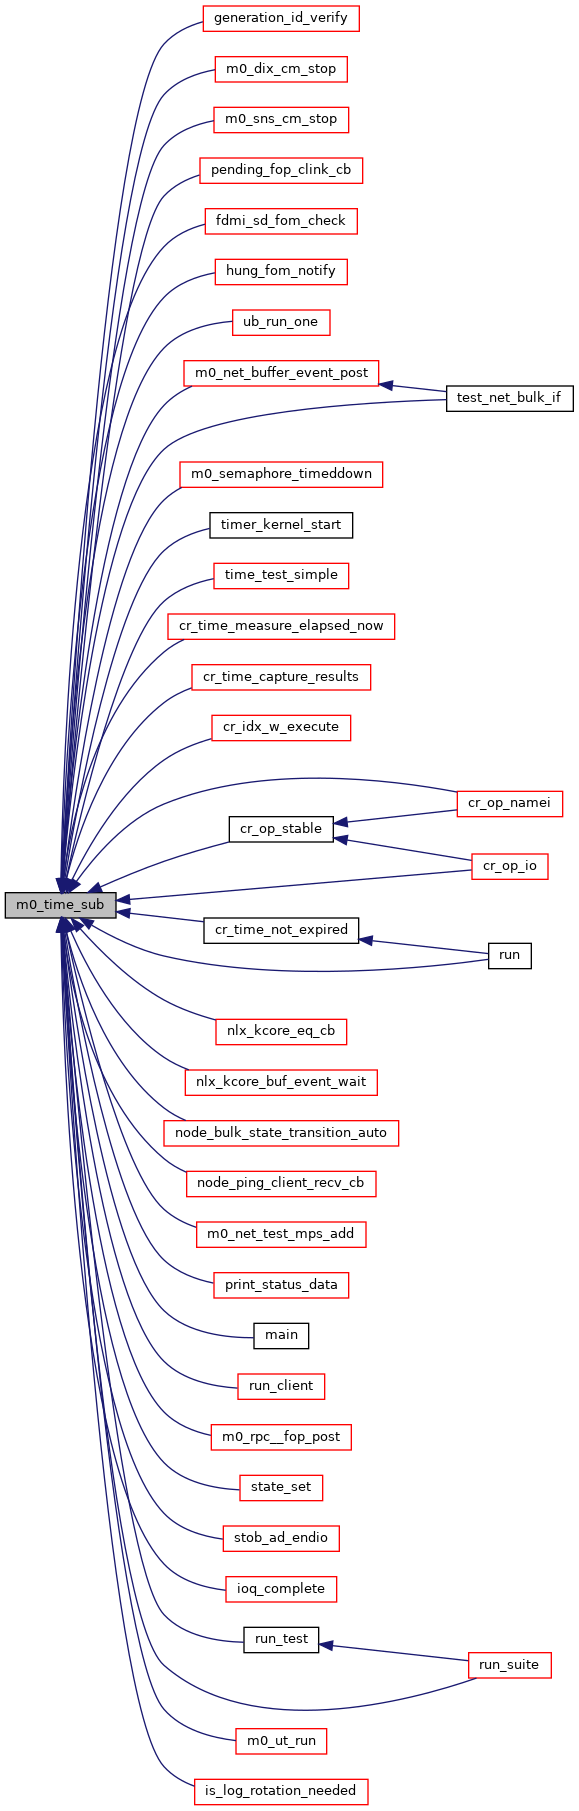 generation_id_verify
m0_dix_cm_stop
m0_sns_cm_stop
pending_fop_clink_cb
fdmi_sd_fom_check
hung_fom_notify
ub_run_one
m0_net_buffer_event_post
test_net_bulk_if
m0_semaphore_timeddown
timer_kernel_start
time_test_simple
cr_time_measure_elapsed_now
cr_time_capture_results
cr_idx_w_execute
cr_op_namei
cr_op_stable
cr_op_io
m0_time_sub
cr_time_not_expired
run
nlx_kcore_eq_cb
nlx_kcore_buf_event_wait
node_bulk_state_transition_auto
node_ping_client_recv_cb
m0_net_test_mps_add
print_status_data
main
run_client
m0_rpc__fop_post
state_set
stob_ad_endio
ioq_complete
run_test
run_suite
m0_ut_run
is_log_rotation_needed